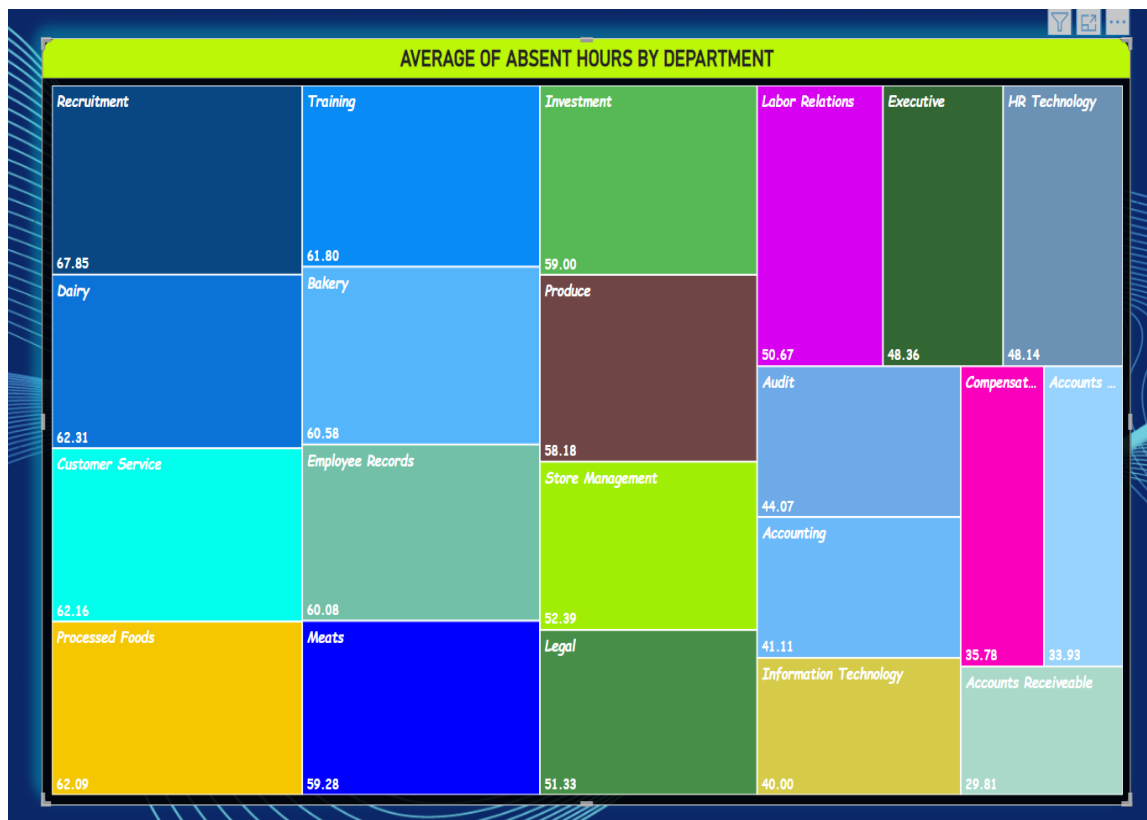 AVERAGE OF ABSENT HOURS BY DEPARTMENT
Recruitment
67.85
Dairy
62.31
Customer Service
62.16
Processed Foods
62.09
Training
61.80
Bakery
60.58
Employee Records
60.08
Meats
59.28
Investment
59.00
Produce
58.18
Store Management
52.39
Legal
51.33
Labor Relations
50.67
Executive
48.36
HR Technology
48.14
Audit
44.07
Accounting
41.11
Information Technology
40.00
Compensat...
35.78
Accounts ...
33.93
Accounts Receiveable
29.81